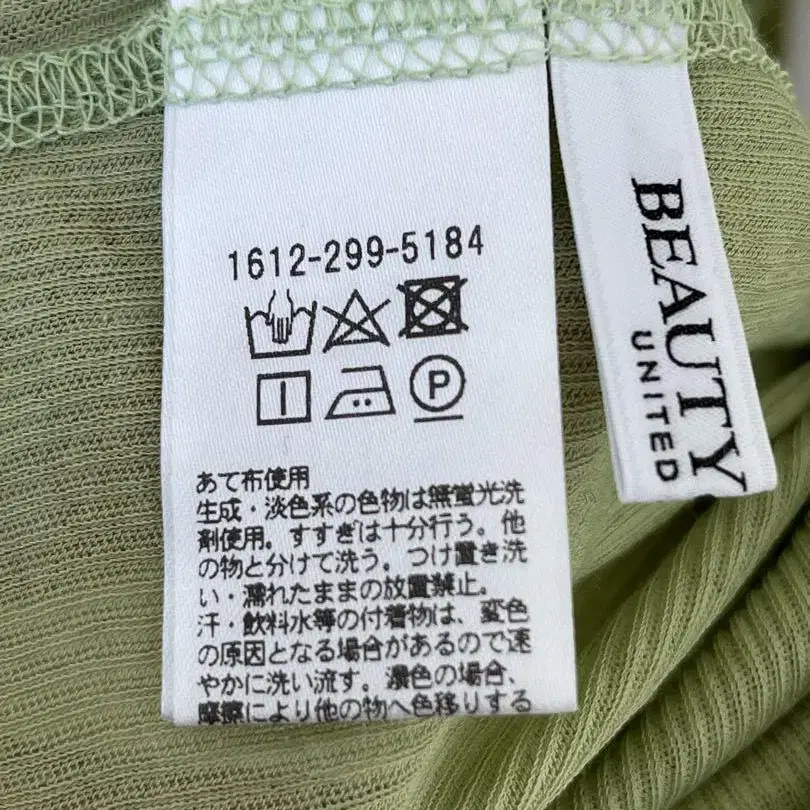 1612-299-5184
P
あて布使用
生成・淡色系の色物は無蛍光洗
剤使用。すすぎは十分行う。他
の物と分けて洗う。つけ置き洗
い・濡れたままの放置禁止。
汗・飲料水等の付着物は、変色
の原因となる場合があるので速
やかに洗い流す。濃色の場合、
摩擦により他の物へ色移りする
BEAUTY
UNITED